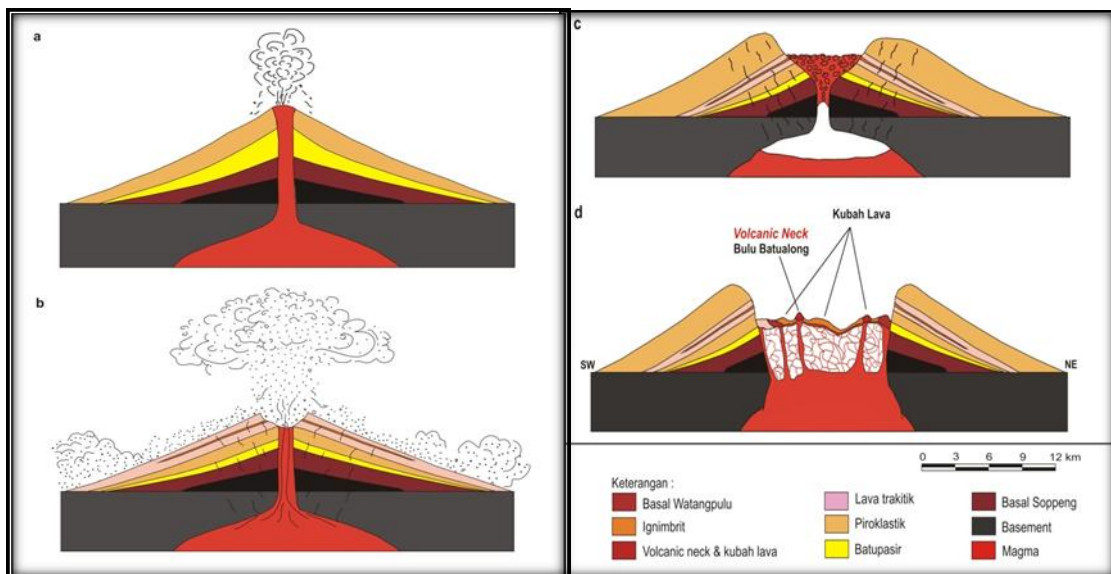 a
b
c
d
Kubah Lava
Volcanic Neck
Bulu Batualong
SW
NE
0 3 6 9 12 km
Keterangan :
Basal Watangpulu
Ignimbrit
Volcanic neck & kubah lava
Lava trakitik
Piroklastik
Batupasir
Basal Soppeng
Basement
Magma